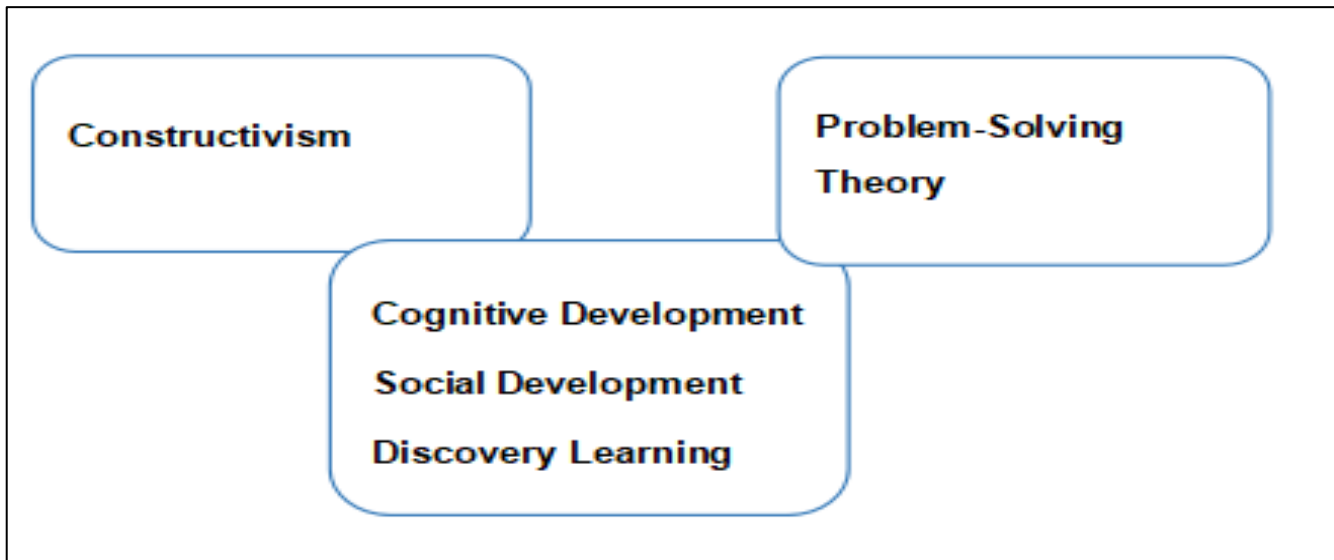 Constructivism
Problem-Solving
Theory
Cognitive Development
Social Development
Discovery Learning